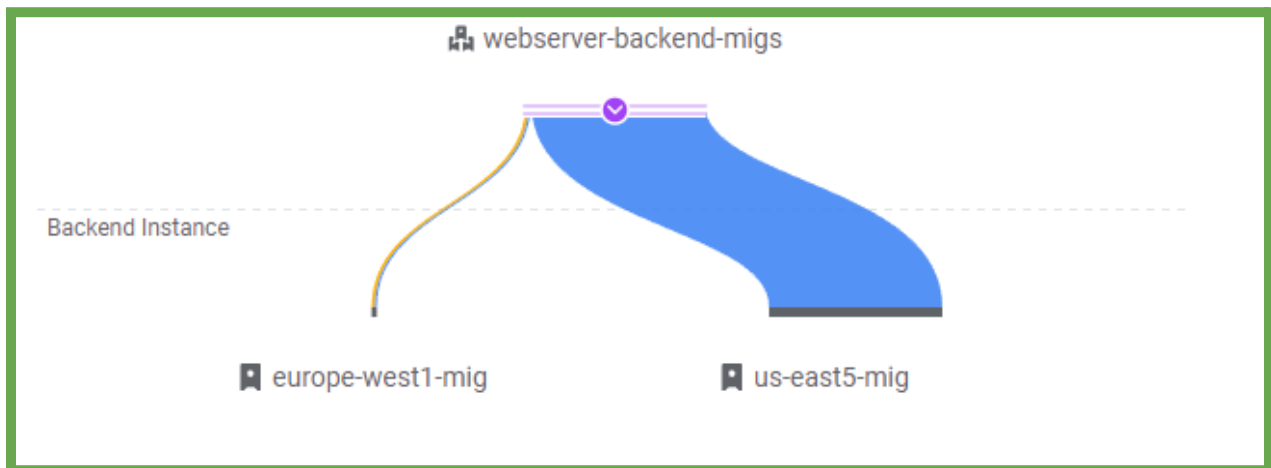 webserver-backend-migs
Backend Instance
europe-west1-mig
us-east5-mig